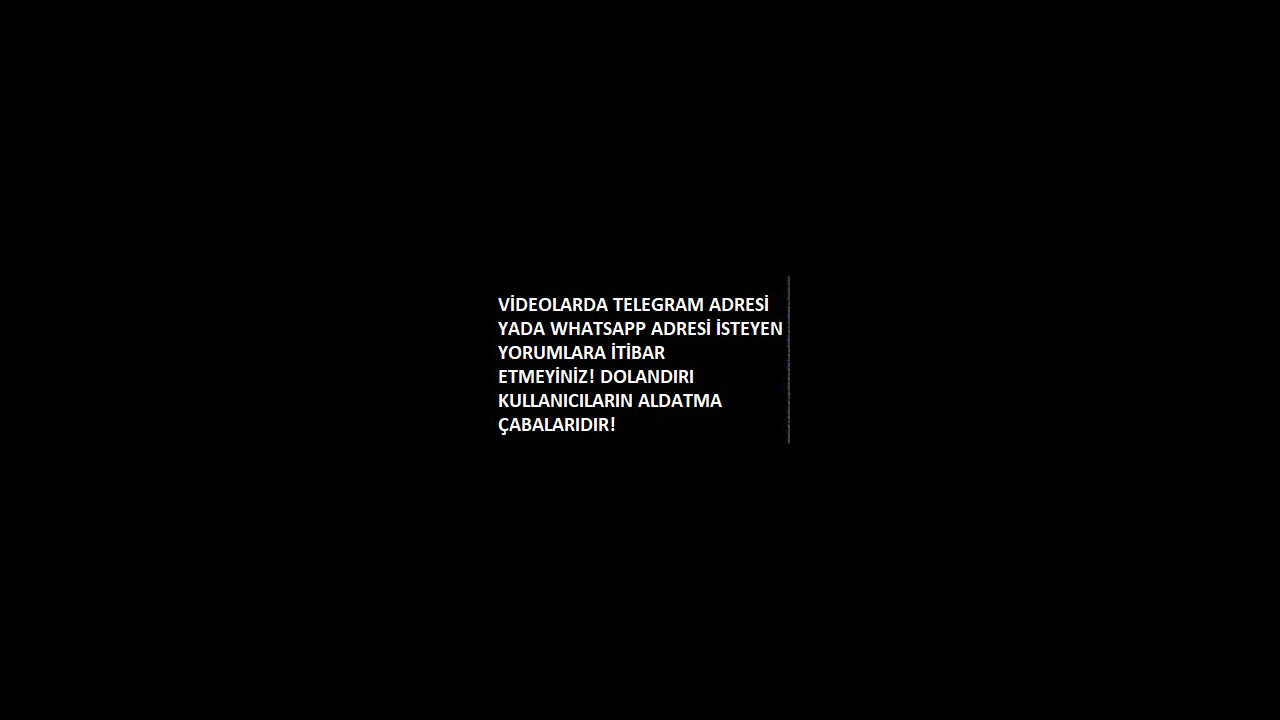 VİDEOLARDA TELEGRAM ADRESİ
YADA WHATSAPP ADRESİ İSTEYEN
YORUMLARA İTİBAR
ETMEYİNİZ! DOLANDIRI
KULLANICILARIN ALDATMA
ÇABALARIDIR!